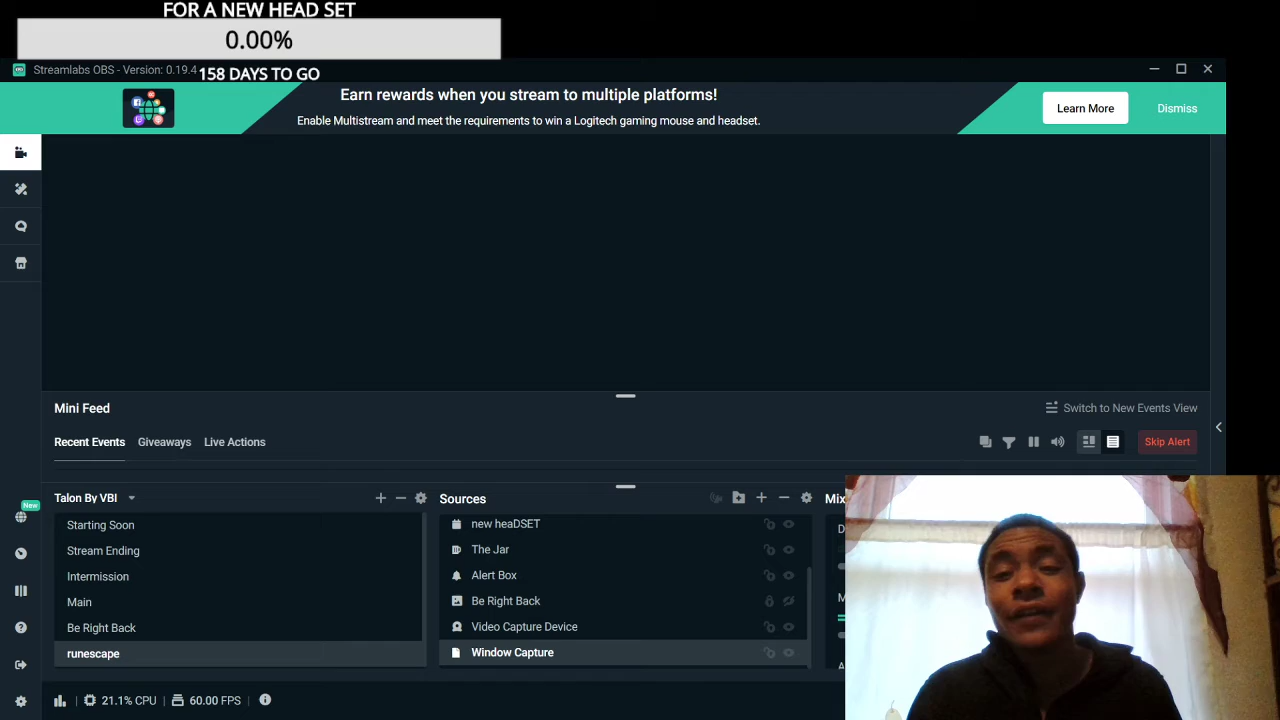 FOR A NEW HEAD SET
0.00%
158 DAYS TO GO
Streamlabs OBS - Version: 0.19.4
Earn rewards when you stream to multiple platforms!
Enable Multistream and meet the requirements to win a Logitech gaming mouse and headset.
Learn More
Dismiss
Mini Feed
Switch to New Events View
Recent Events
Giveaways
Live Actions
Skip Alert
New
Talon By VBI
Starting Soon
Stream Ending
Intermission
Main
Be Right Back
runescape
Sources
new heaDSET
The Jar
Alert Box
Be Right Back
Video Capture Device
Window Capture
21.1% CPU
60.00 FPS